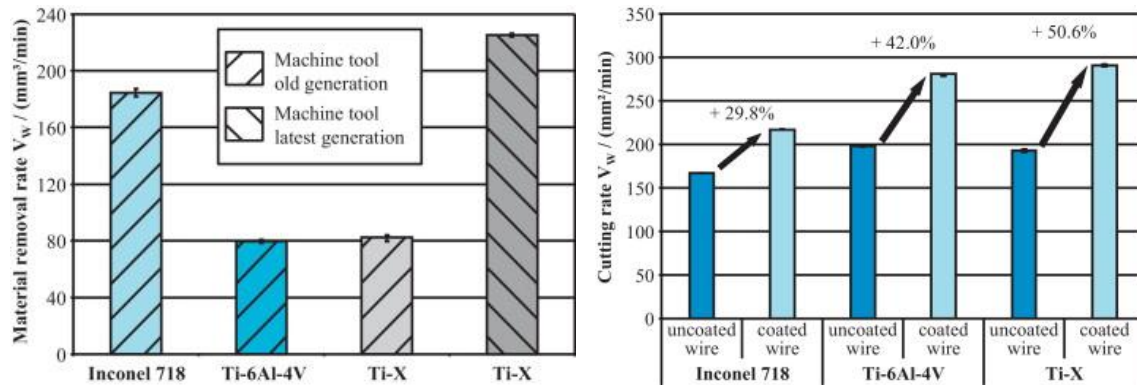 Material removal rate V_W / (mm³/min)
240
220
160
120
80
40
0
Machine tool
old generation
Machine tool
latest generation
Inconel 718
Ti-6Al-4V
Ti-X
Ti-X
Cutting rate V_W / (mm²/min)
350
300
250
200
150
100
50
0
+ 29.8%
+ 42.0%
+ 50.6%
uncoated
wire
coated
wire
uncoated
wire
coated
wire
uncoated
wire
coated
wire
Inconel 718
Ti-6Al-4V
Ti-X